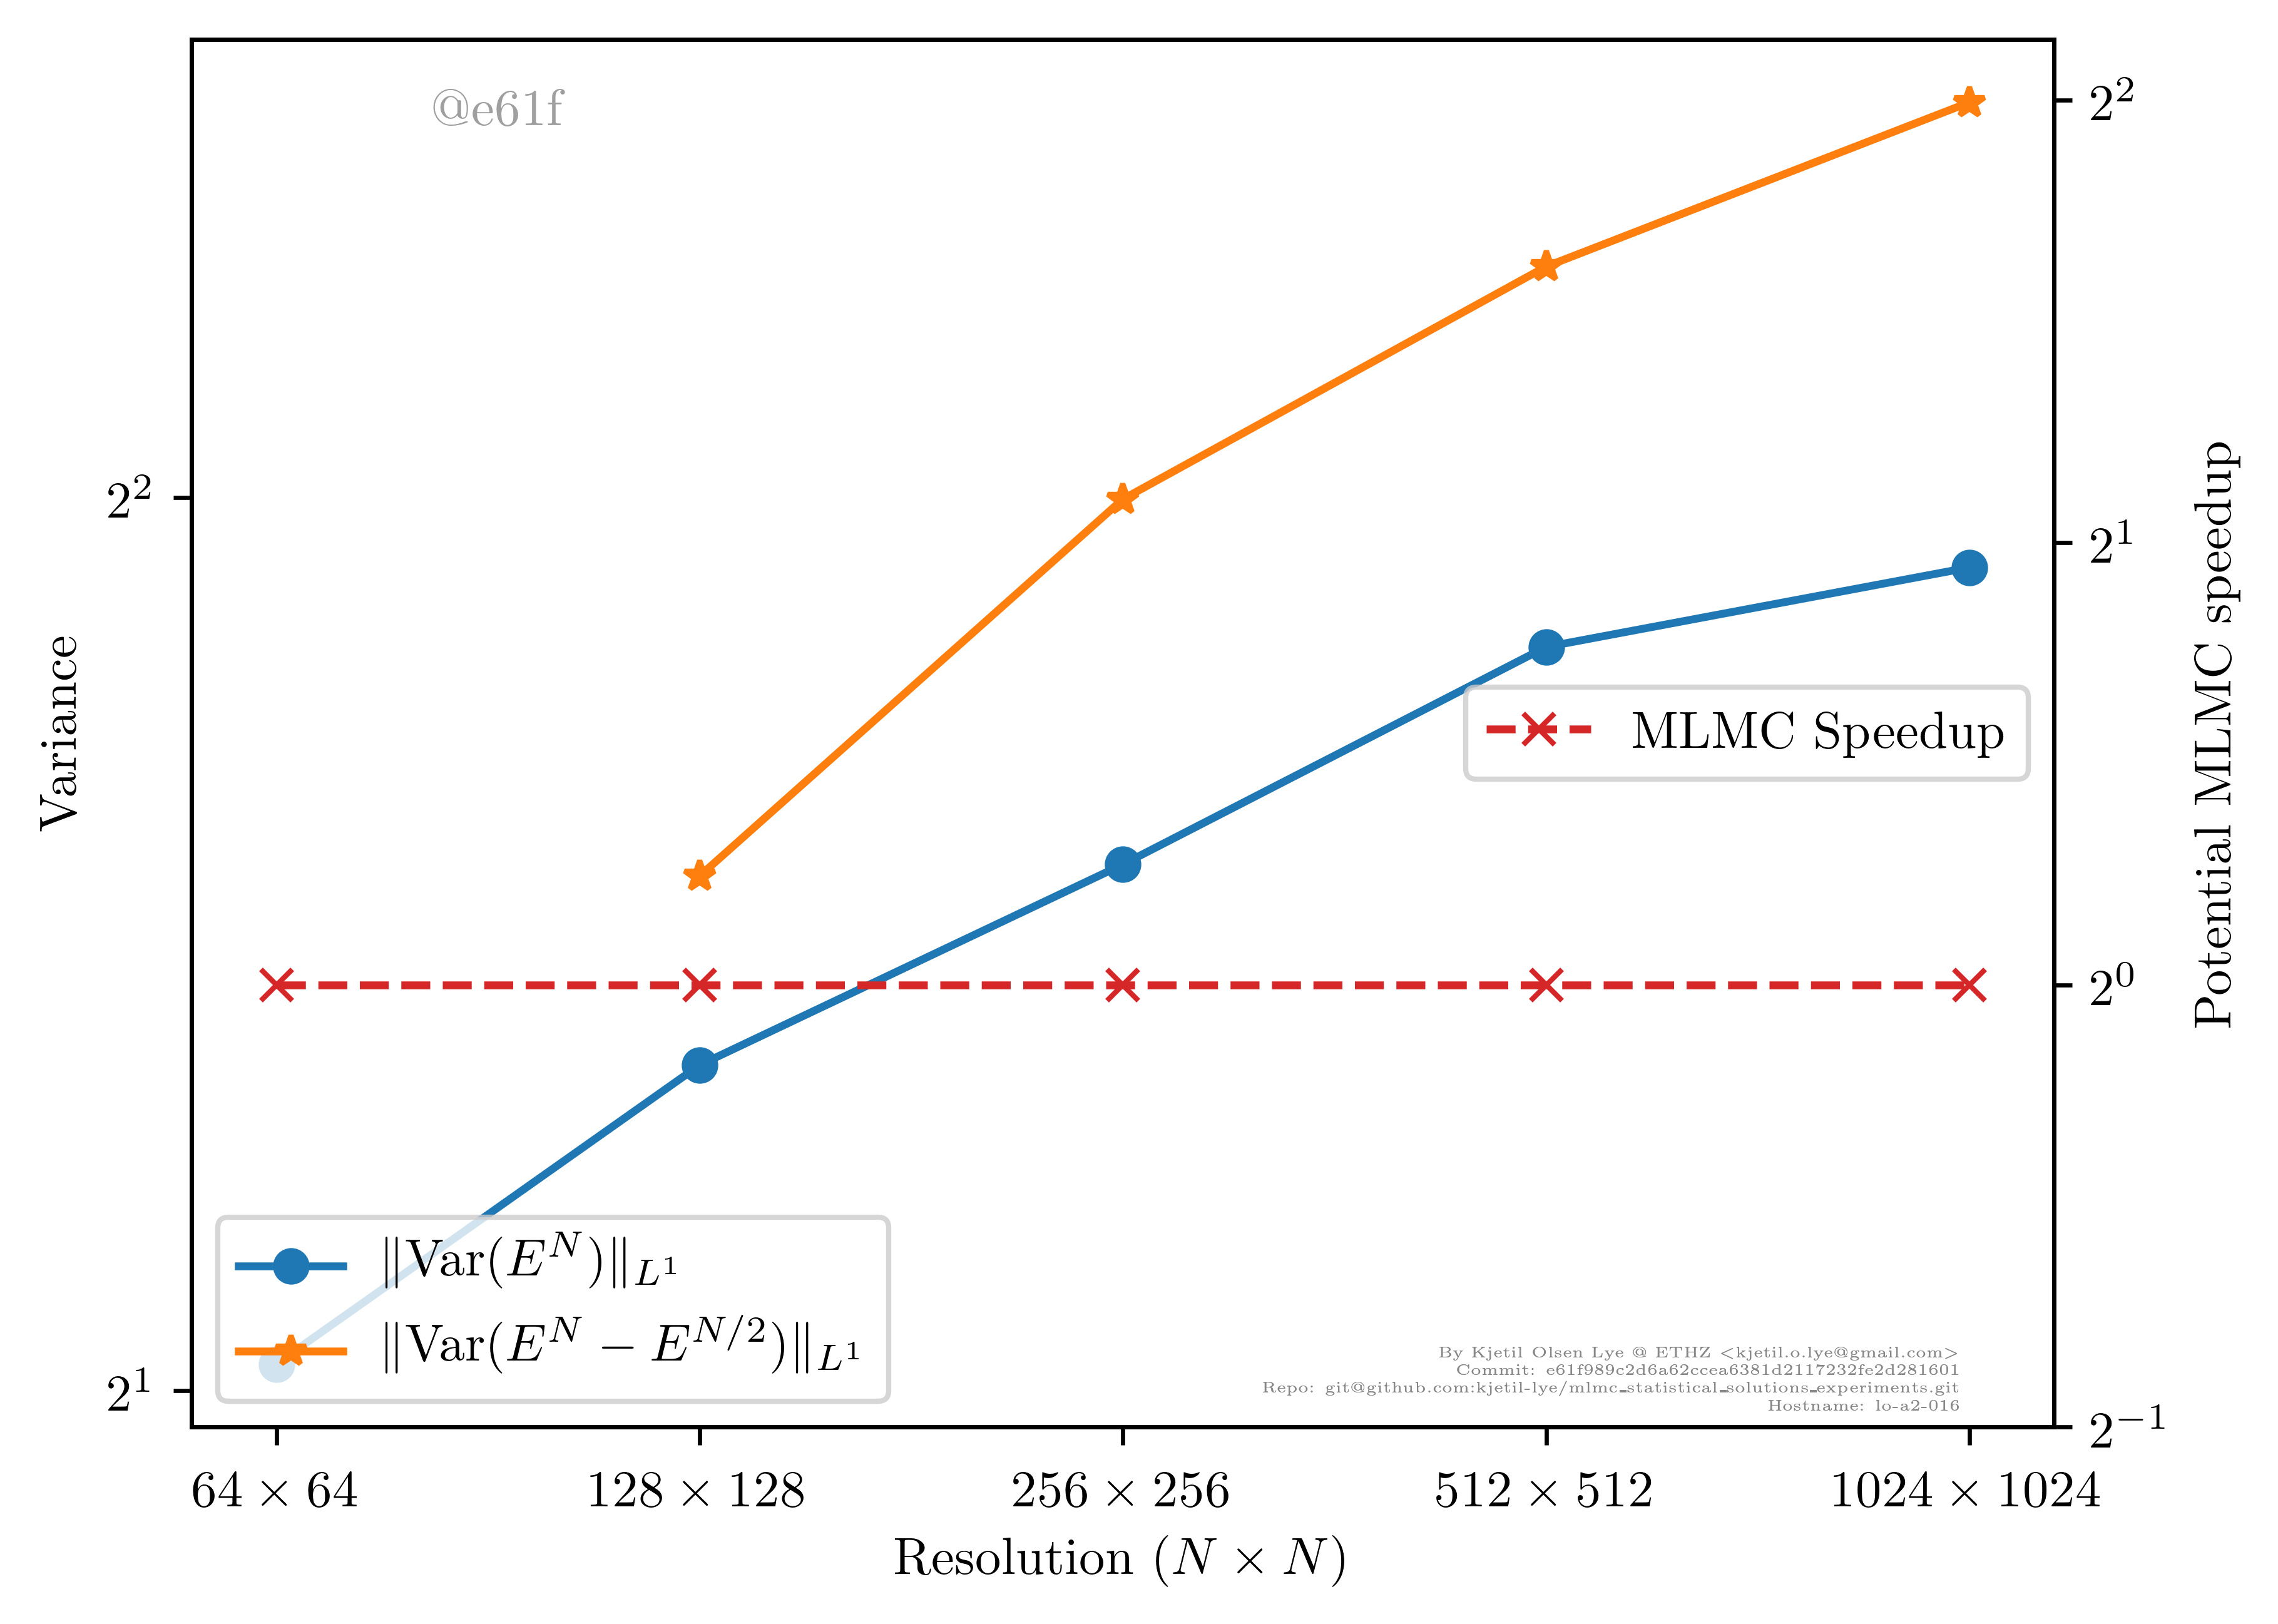 @e61f
Variance
2^2
2^1
2^2
2^1
2^0
2^{-1}
Potential MLMC speedup
MLMC Speedup
‖Var(E^N)‖_{L^1}
‖Var(E^N − E^{N/2})‖_{L^1}
By Kjetil Olsen Lye @ ETHZ <kjetil.o.lye@gmail.com>
Commit: e61f989c2d6a62ccea6381d2117232fe2d281601
Repo: git@github.com:kjetil-lye/mlmc_statistical_solutions_experiments.git
Hostname: lo-a2-016
64 × 64 128 × 128 256 × 256 512 × 512 1024 × 1024
Resolution (N × N)